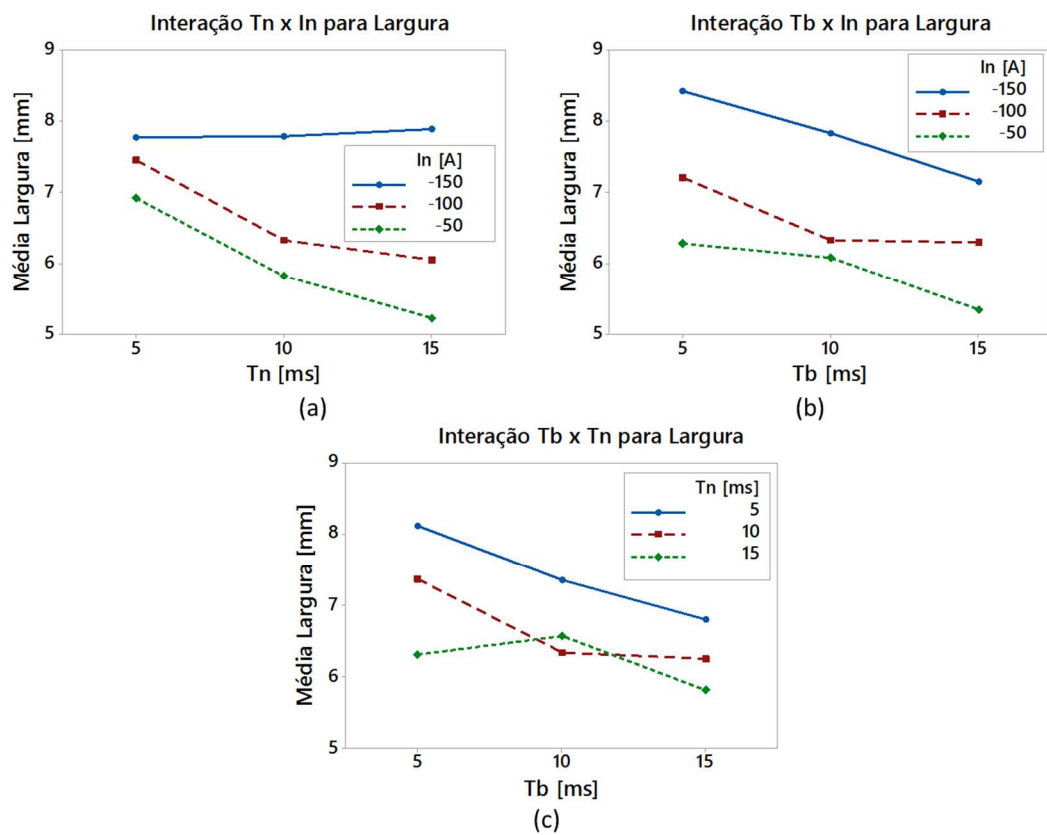 Interação Tn x In para Largura
Média Largura [mm]
9
8
7
6
5
5 10 15
Tn [ms]
In [A]
-150
-100
-50
(a)
Interação Tb x In para Largura
Média Largura [mm]
9
8
7
6
5
5 10 15
Tb [ms]
In [A]
-150
-100
-50
(b)
Interação Tb x Tn para Largura
Média Largura [mm]
9
8
7
6
5
5 10 15
Tb [ms]
Tn [ms]
5
10
15
(c)